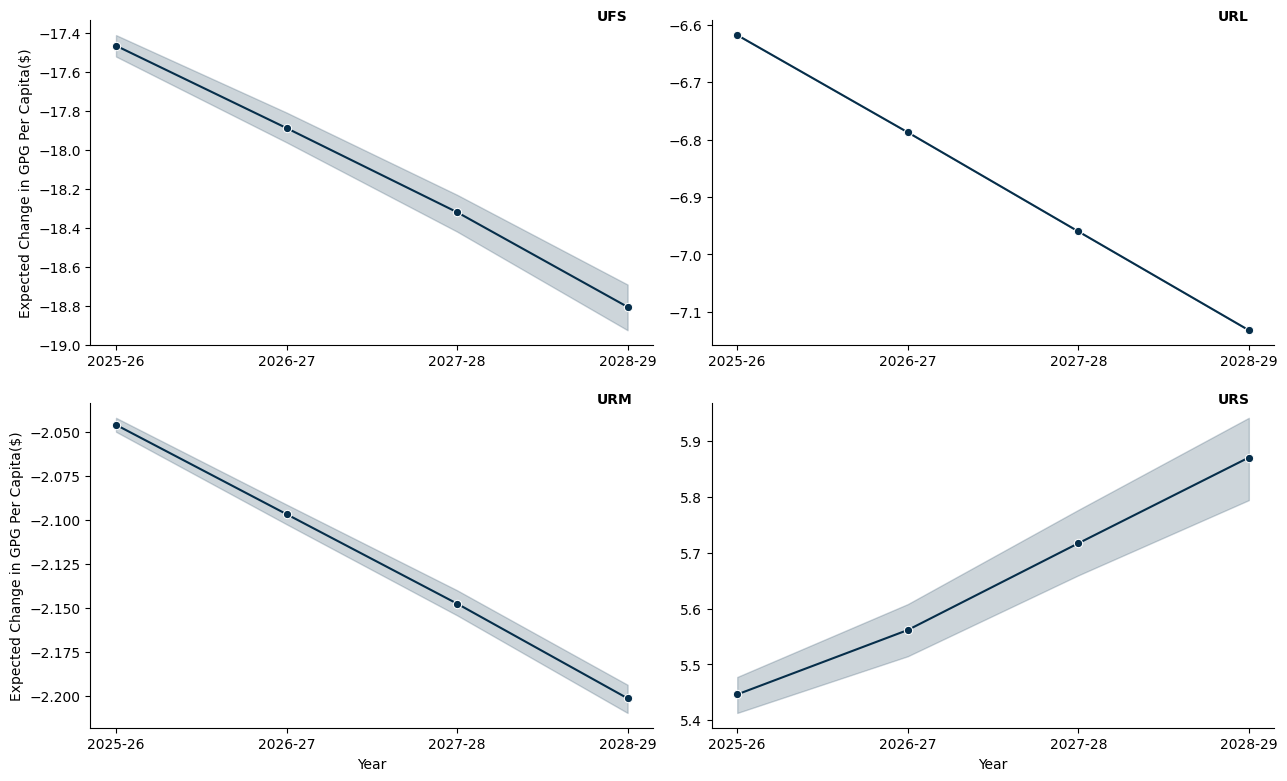 UFS
Expected Change in GPG Per Capita($)
−17.4
−17.6
−17.8
−18.0
−18.2
−18.4
−18.6
−18.8
−19.0
2025-26 2026-27 2027-28 2028-29
URL
−6.6
−6.7
−6.8
−6.9
−7.0
−7.1
2025-26 2026-27 2027-28 2028-29
URM
Expected Change in GPG Per Capita($)
−2.050
−2.075
−2.100
−2.125
−2.150
−2.175
−2.200
2025-26 2026-27 2027-28 2028-29
Year
URS
5.9
5.8
5.7
5.6
5.5
5.4
2025-26 2026-27 2027-28 2028-29
Year